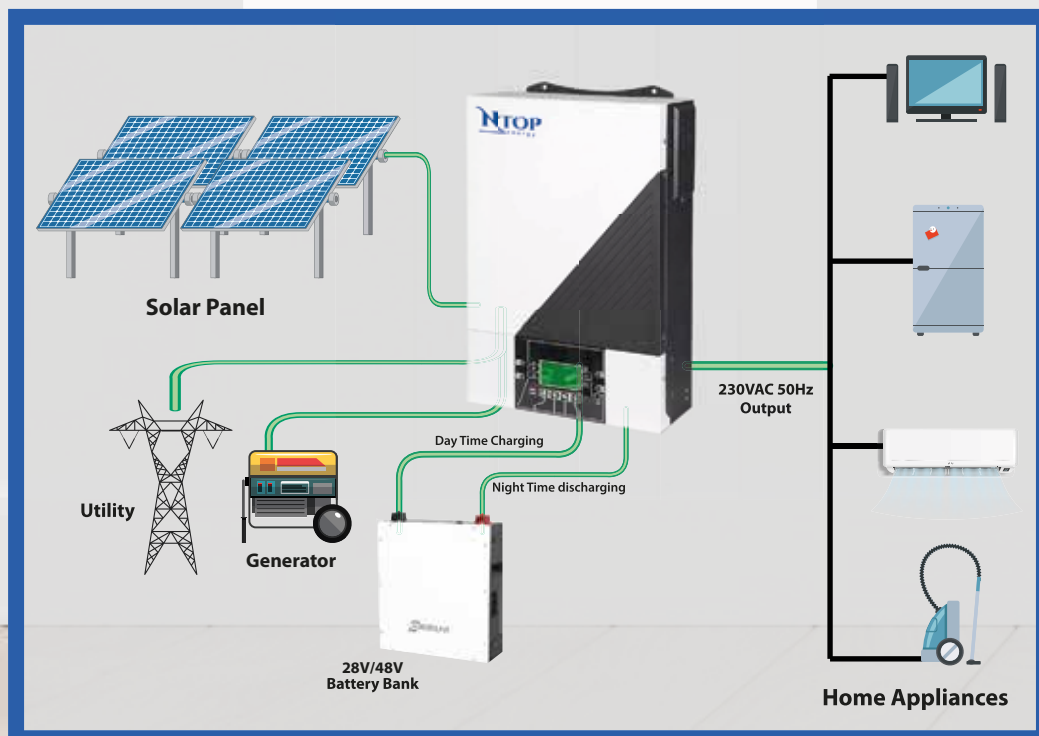 NTOP
energy
Solar Panel
230VAC 50Hz
Output
Day Time Charging
Night Time discharging
Utility
Generator
28V/48V
Battery Bank
Home Appliances